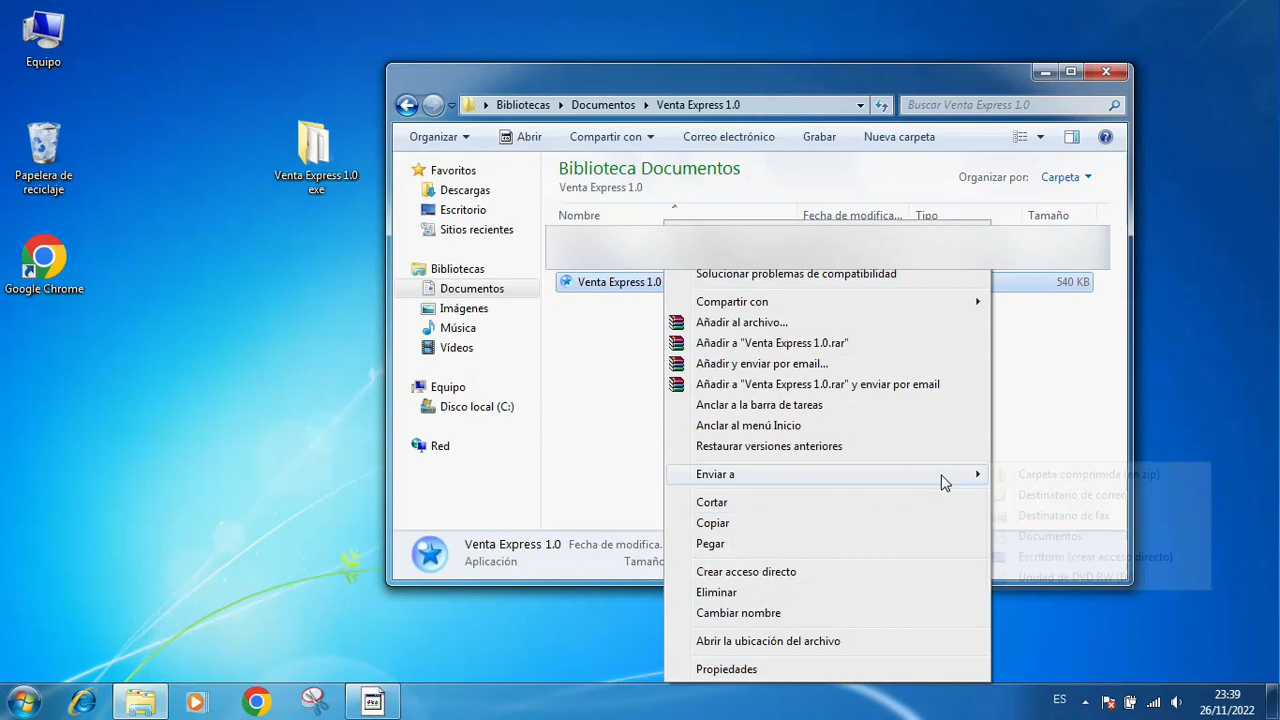 Equipo
Papelera de
reciclaje
Google Chrome
Venta Express 1.0
exe
Bibliotecas
Documentos
Venta Express 1.0
Buscar Venta Express 1.0
Organizar
Abrir
Compartir con
Correo electrónico
Grabar
Nueva carpeta
Favoritos
Descargas
Escritorio
Sitios recientes
Bibliotecas
Documentos
Imágenes
Música
Vídeos
Equipo
Disco local (C:)
Red
Biblioteca Documentos
Venta Express 1.0
Organizar por:
Carpeta
Nombre
Fecha de modifica...
Tipo
Tamaño
Venta Express 1.0
540 KB
Solucionar problemas de compatibilidad
Compartir con
Añadir al archivo...
Añadir a "Venta Express 1.0.rar"
Añadir y enviar por email...
Añadir a "Venta Express 1.0.rar" y enviar por email
Anclar a la barra de tareas
Anclar al menú Inicio
Restaurar versiones anteriores
Enviar a
Cortar
Copiar
Pegar
Crear acceso directo
Eliminar
Cambiar nombre
Abrir la ubicación del archivo
Propiedades
Carpeta comprimida (en zip)
Destinatario de correo
Destinatario de fax
Documentos
Escritorio (crear acceso directo)
Unidad de DVD RW
Venta Express 1.0
Fecha de modifica.
Aplicación
Tamaño
ES
23:39
26/11/2022